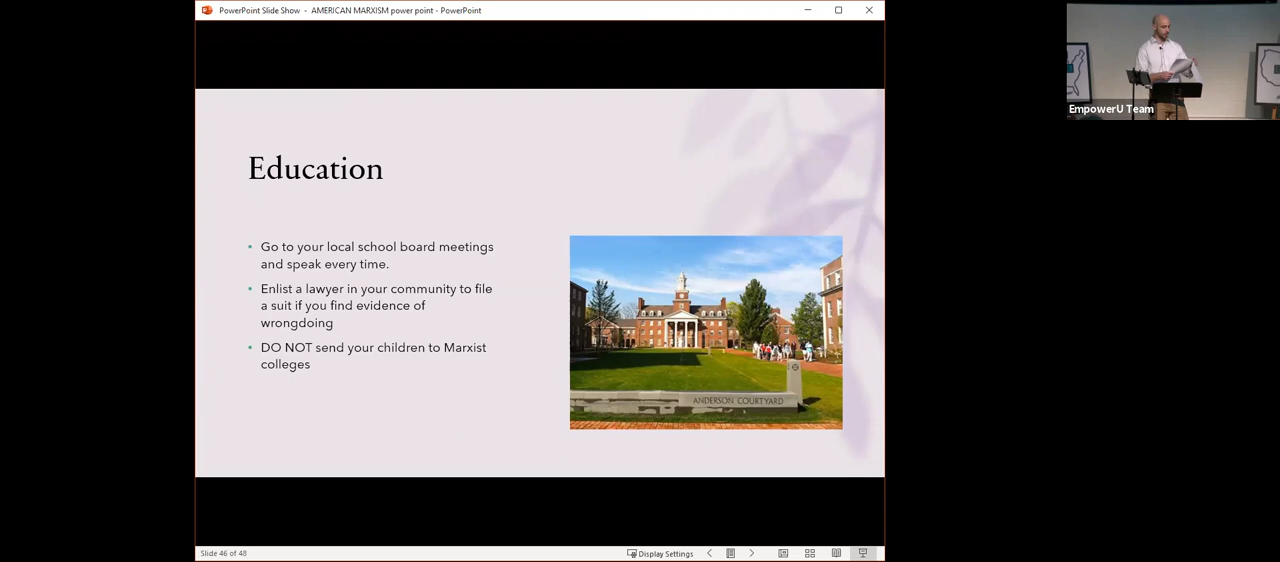 PowerPoint Slide Show - AMERICAN MARXISM power point - PowerPoint
EmpowerU Team
Education
• Go to your local school board meetings
and speak every time.
• Enlist a lawyer in your community to file
a suit if you find evidence of
wrongdoing
• DO NOT send your children to Marxist
colleges
ANDERSON COURTYARD
Slide 46 of 48
Display Settings